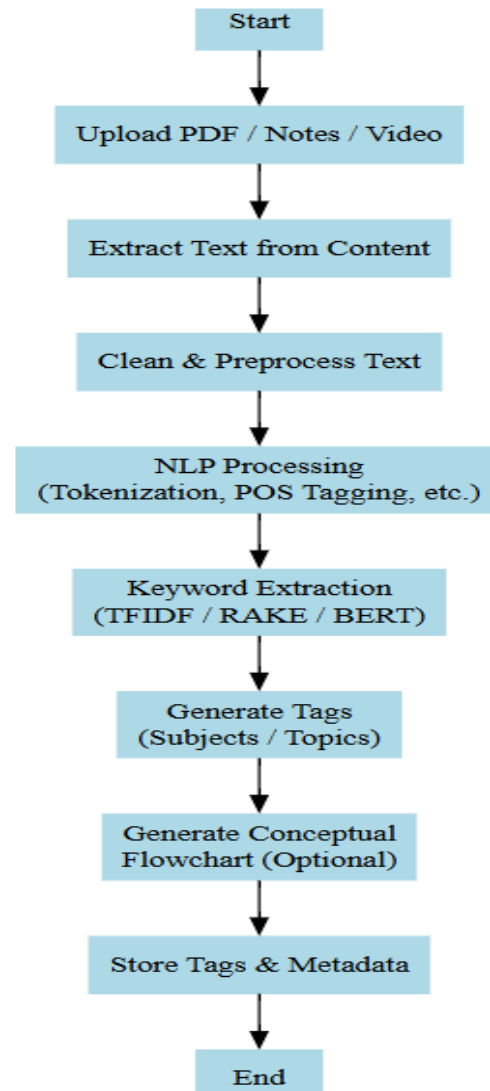 Start
Upload PDF / Notes / Video
Extract Text from Content
Clean & Preprocess Text
NLP Processing
(Tokenization, POS Tagging, etc.)
Keyword Extraction
(TFIDF / RAKE / BERT)
Generate Tags
(Subjects / Topics)
Generate Conceptual
Flowchart (Optional)
Store Tags & Metadata
End